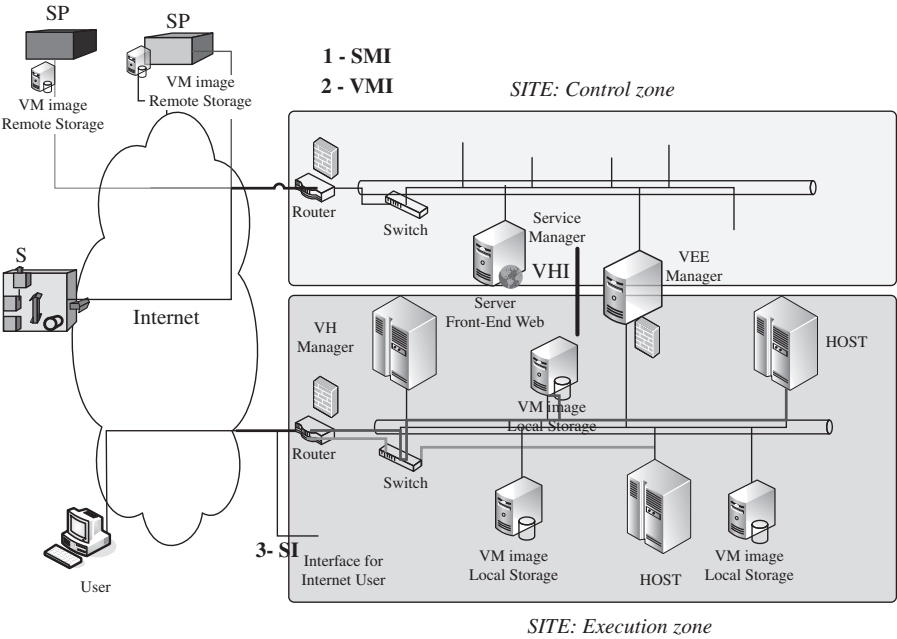 SP
SP
VM image
Remote Storage
VM image
Remote Storage
1 - SMI
2 - VMI
SITE: Control zone
Router
Switch
Service
Manager
VHI
VEE
Manager
Server
Front-End Web
S
Internet
VH
Manager
HOST
VM image
Local Storage
Router
Switch
3- SI
Interface for
Internet User
User
VM image
Local Storage
HOST
VM image
Local Storage
SITE: Execution zone